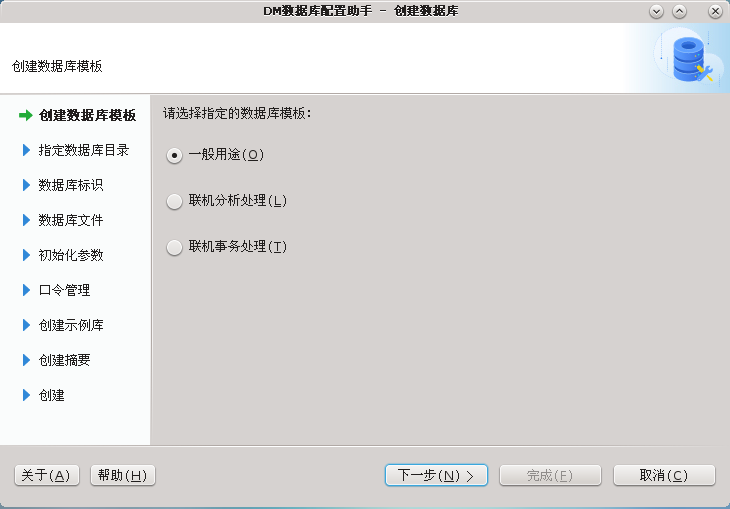 DM数据库配置助手 - 创建数据库
创建数据库模板
创建数据库模板
指定数据库目录
数据库标识
数据库文件
初始化参数
口令管理
创建示例库
创建摘要
创建
请选择指定的数据库模板:
一般用途(O)
联机分析处理(L)
联机事务处理(T)
关于(A) 帮助(H) 下一步(N) > 完成(F) 取消(C)